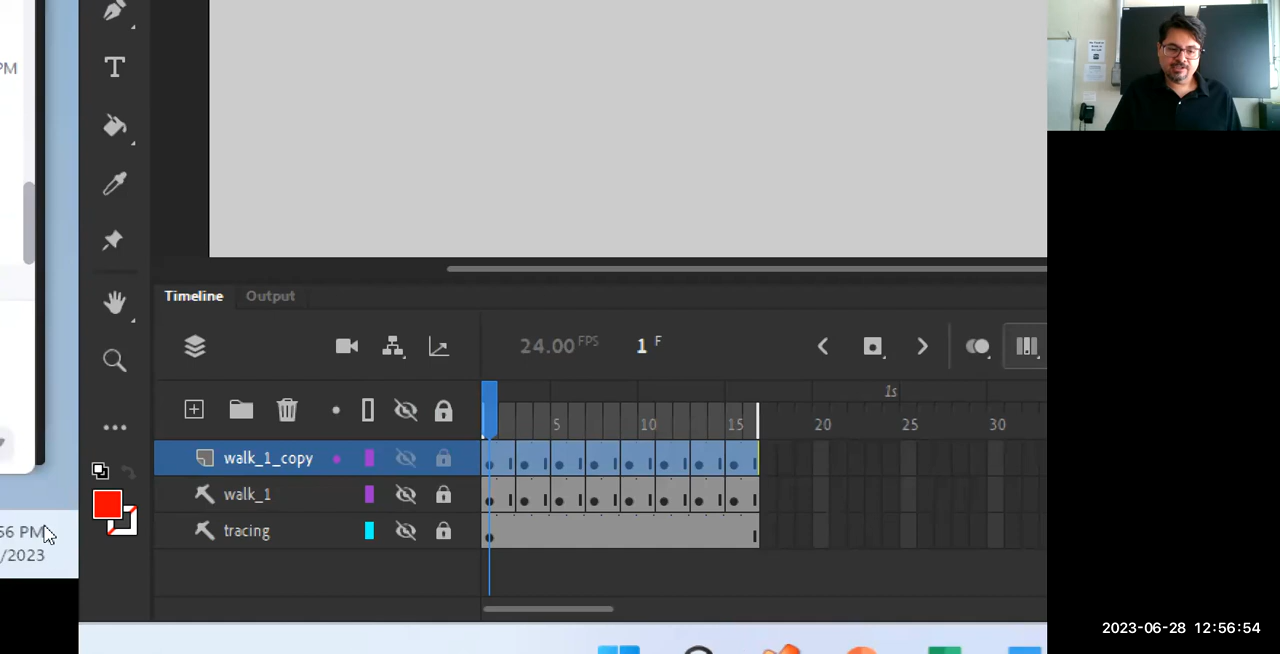 PM
T
Timeline
Output
24.00 FPS
1 F
1s
5
10
15
20
25
30
walk_1_copy
walk_1
tracing
56 PM
/2023
2023-06-28 12:56:54